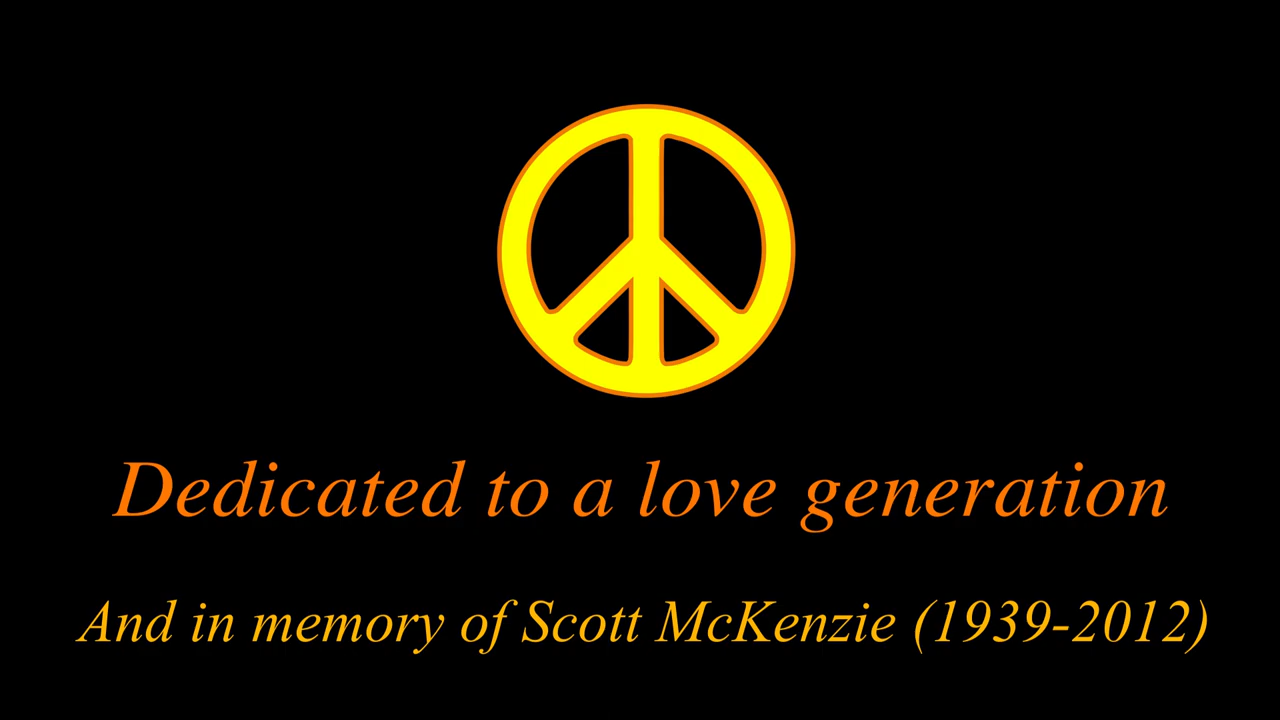 Dedicated to a love generation
And in memory of Scott McKenzie (1939-2012)